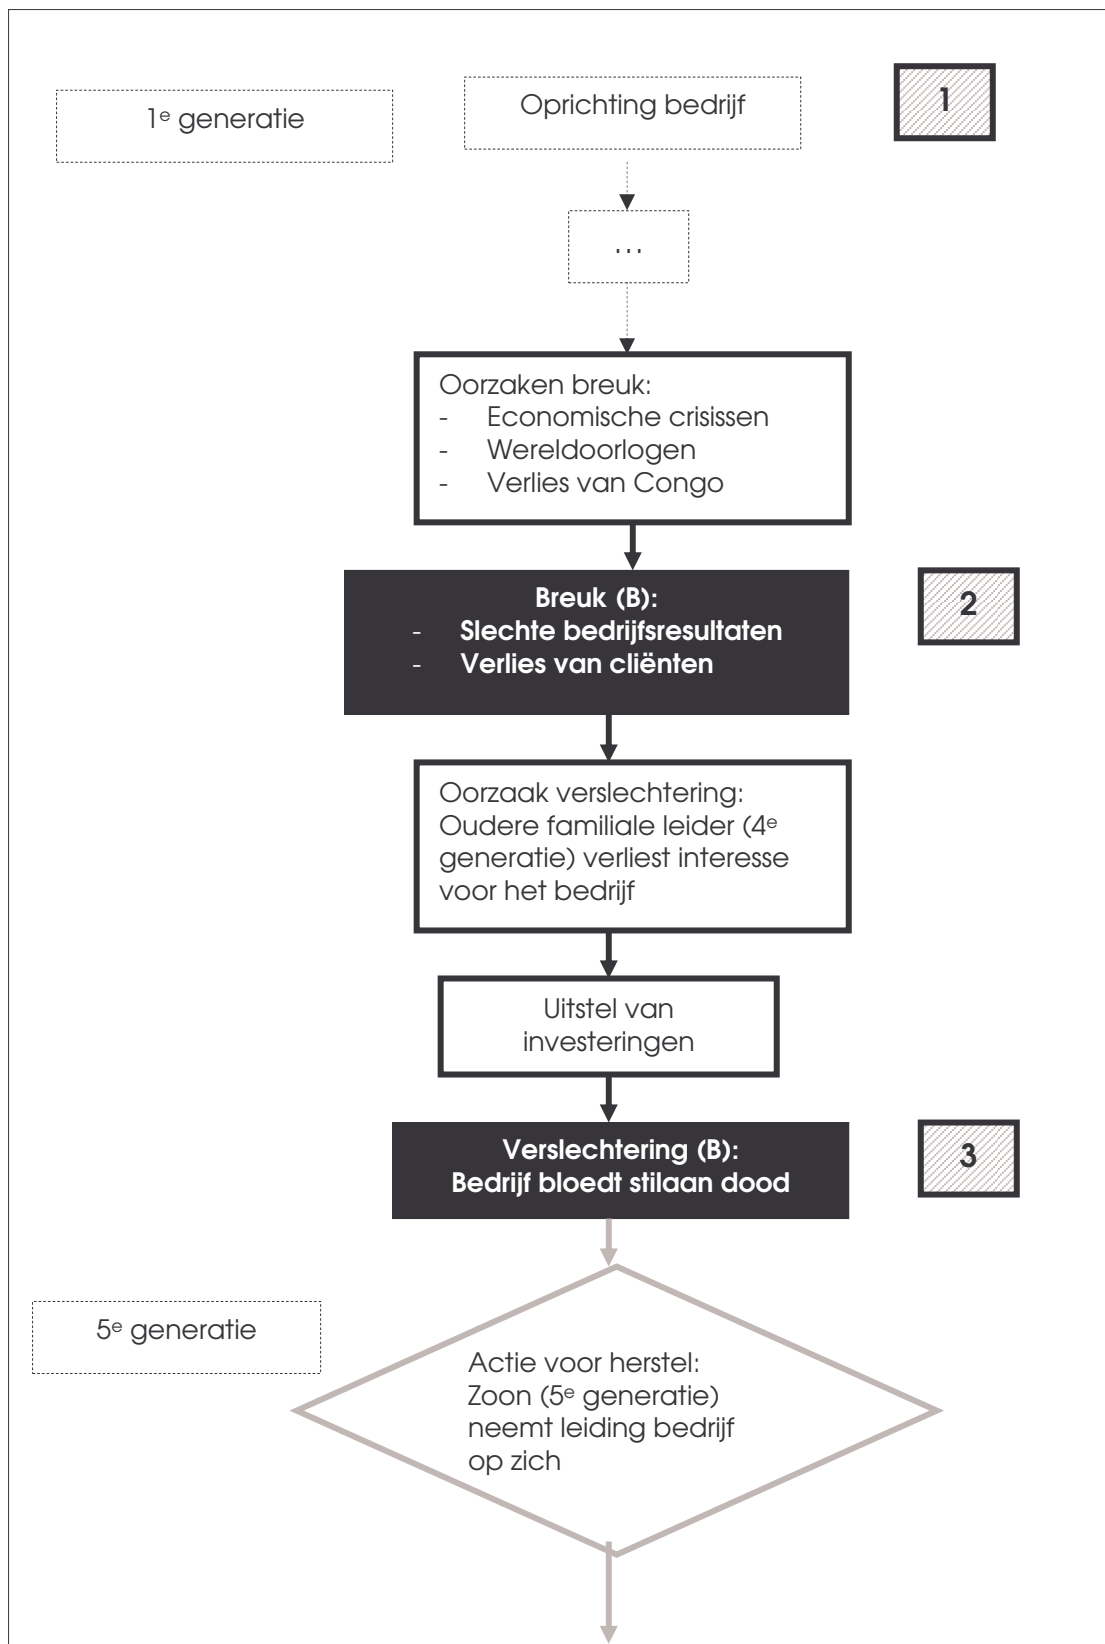 1e generatie
Oprichting bedrijf
1
...
Oorzaken breuk:
- Economische crisissen
- Wereldoorlogen
- Verlies van Congo
Breuk (B):
- Slechte bedrijfsresultaten
- Verlies van cliënten
2
Oorzaak verslechtering:
Oudere familiale leider (4e
generatie) verliest interesse
voor het bedrijf
Uitstel van
investeringen
Verslechtering (B):
Bedrijf bloedt stilaan dood
3
5e generatie
Actie voor herstel:
Zoon (5e generatie)
neemt leiding bedrijf
op zich